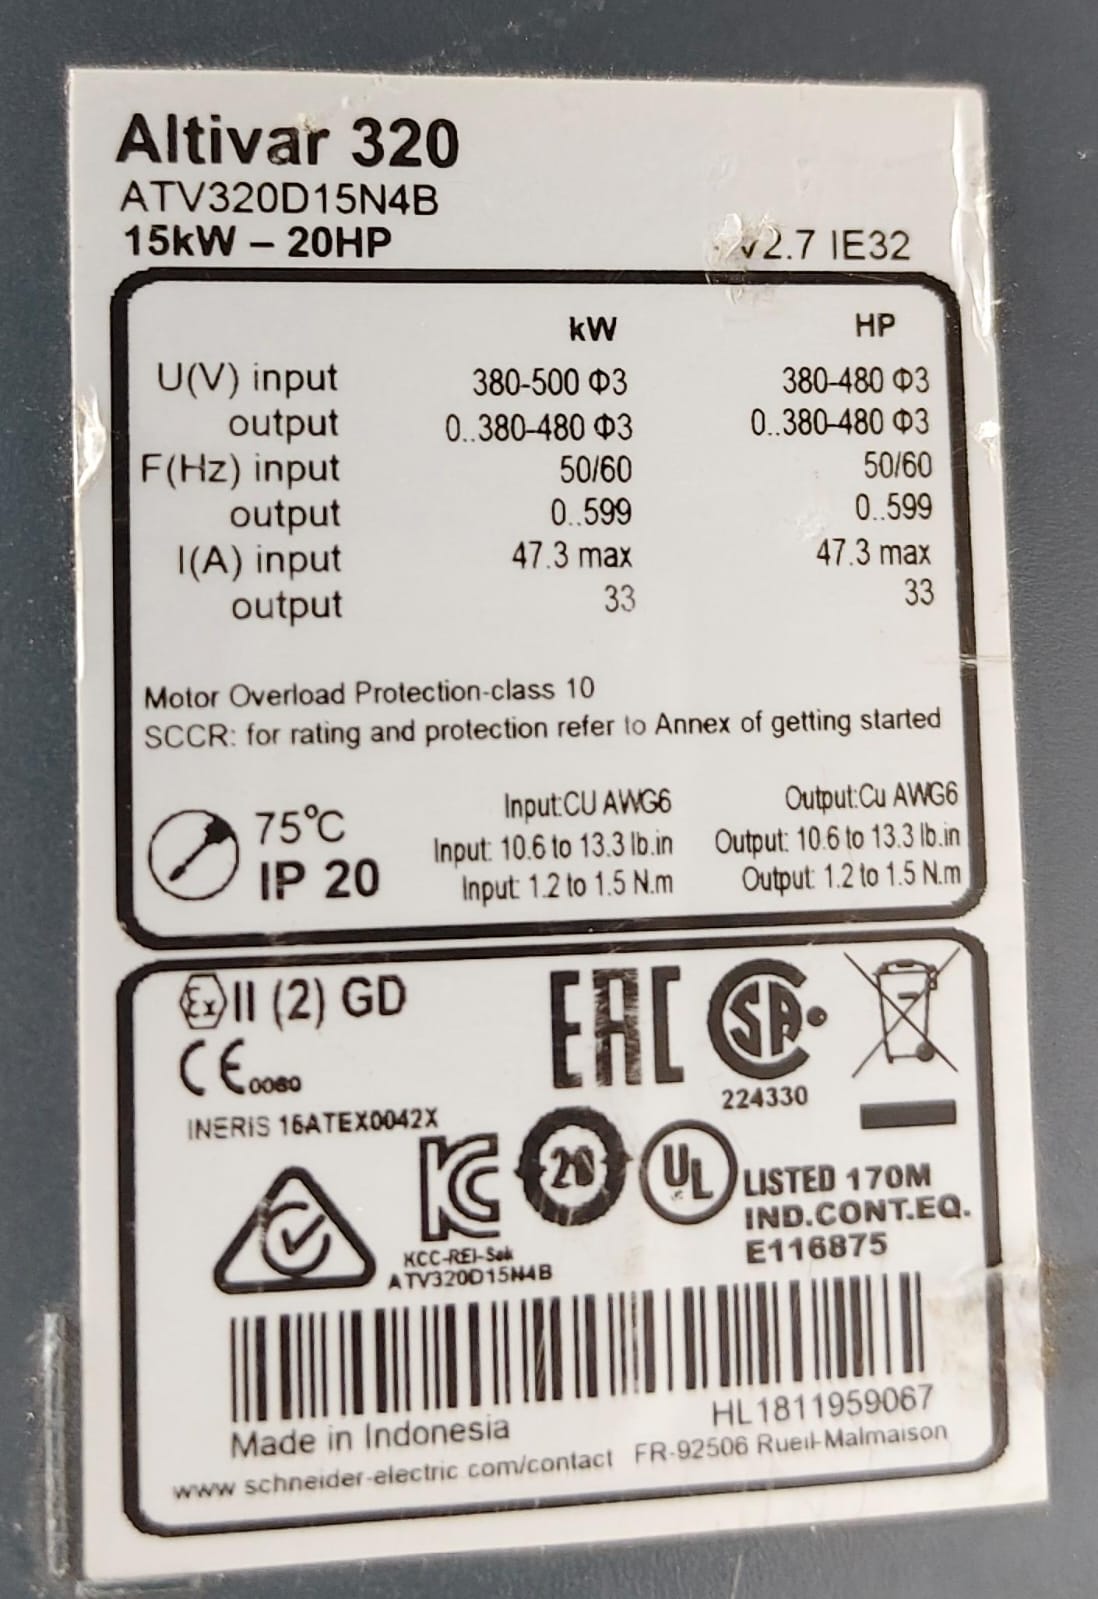 Altivar 320
ATV320D15N4B
15kW – 20HP
v2.7 IE32
kW HP
U(V) input 380-500 Φ3 380-480 Φ3
output 0..380-480 Φ3 0..380-480 Φ3
F(Hz) input 50/60 50/60
output 0..599 0..599
I(A) input 47.3 max 47.3 max
output 33 33
Motor Overload Protection-class 10
SCCR: for rating and protection refer to Annex of getting started
75°C
IP 20
Input:CU AWG6 Output:Cu AWG6
Input: 10.6 to 13.3 lb.in Output: 10.6 to 13.3 lb.in
Input: 1.2 to 1.5 N.m Output: 1.2 to 1.5 N.m
Ex II (2) GD
CE 0080
INERIS 16ATEX0042X
EAC
SA
224330
KC
KCC-REI-Sek
ATV320D15N4B
20
UL LISTED 170M
IND.CONT.EQ.
E116875
HL1811959067
Made in Indonesia
www.schneider-electric.com/contact FR-92506 Rueil-Malmaison